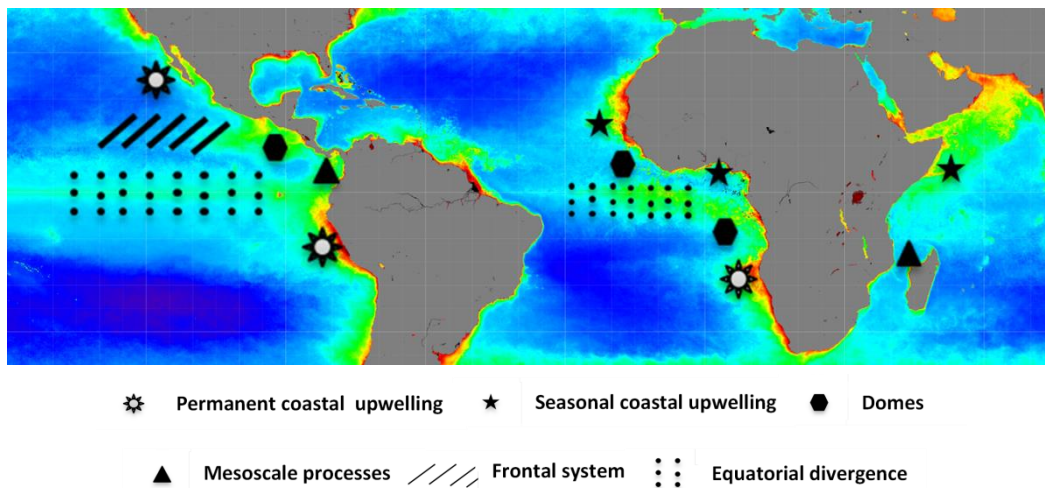 Permanent coastal upwelling Seasonal coastal upwelling Domes
Mesoscale processes Frontal system Equatorial divergence